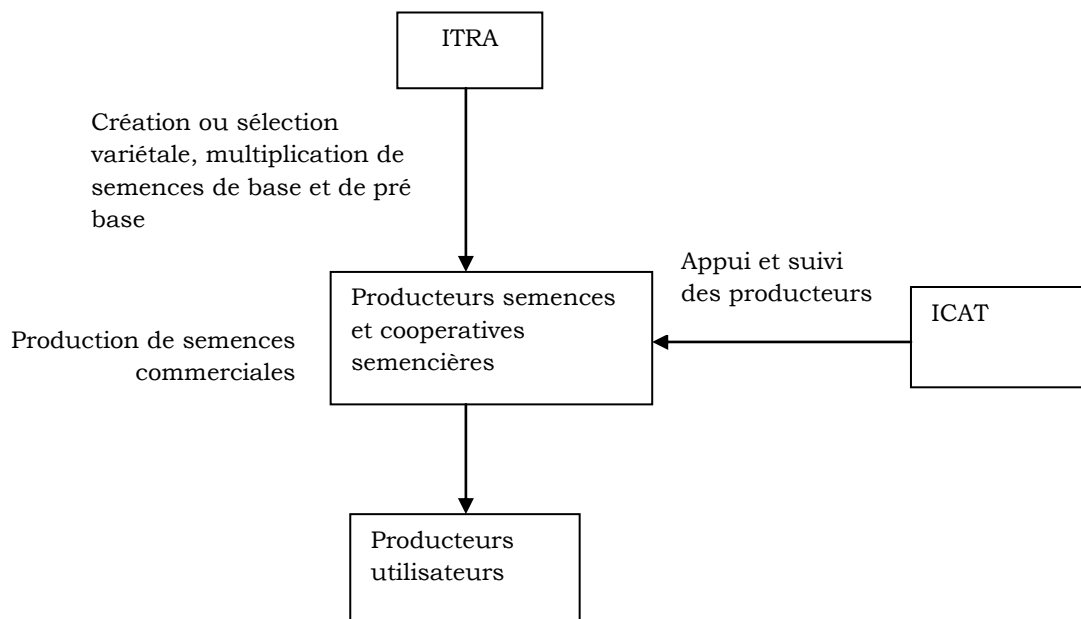 ITRA
Création ou sélection
variétale, multiplication de
semences de base et de pré
base
Producteurs semences
et cooperatives
semencières
Appui et suivi
des producteurs
ICAT
Production de semences
commerciales
Producteurs
utilisateurs